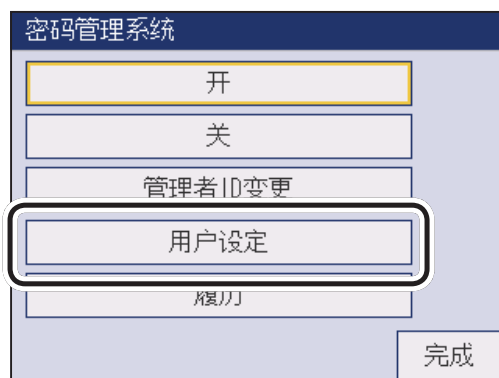 密码管理系统
开
关
管理者ID变更
用户设定
履历
完成